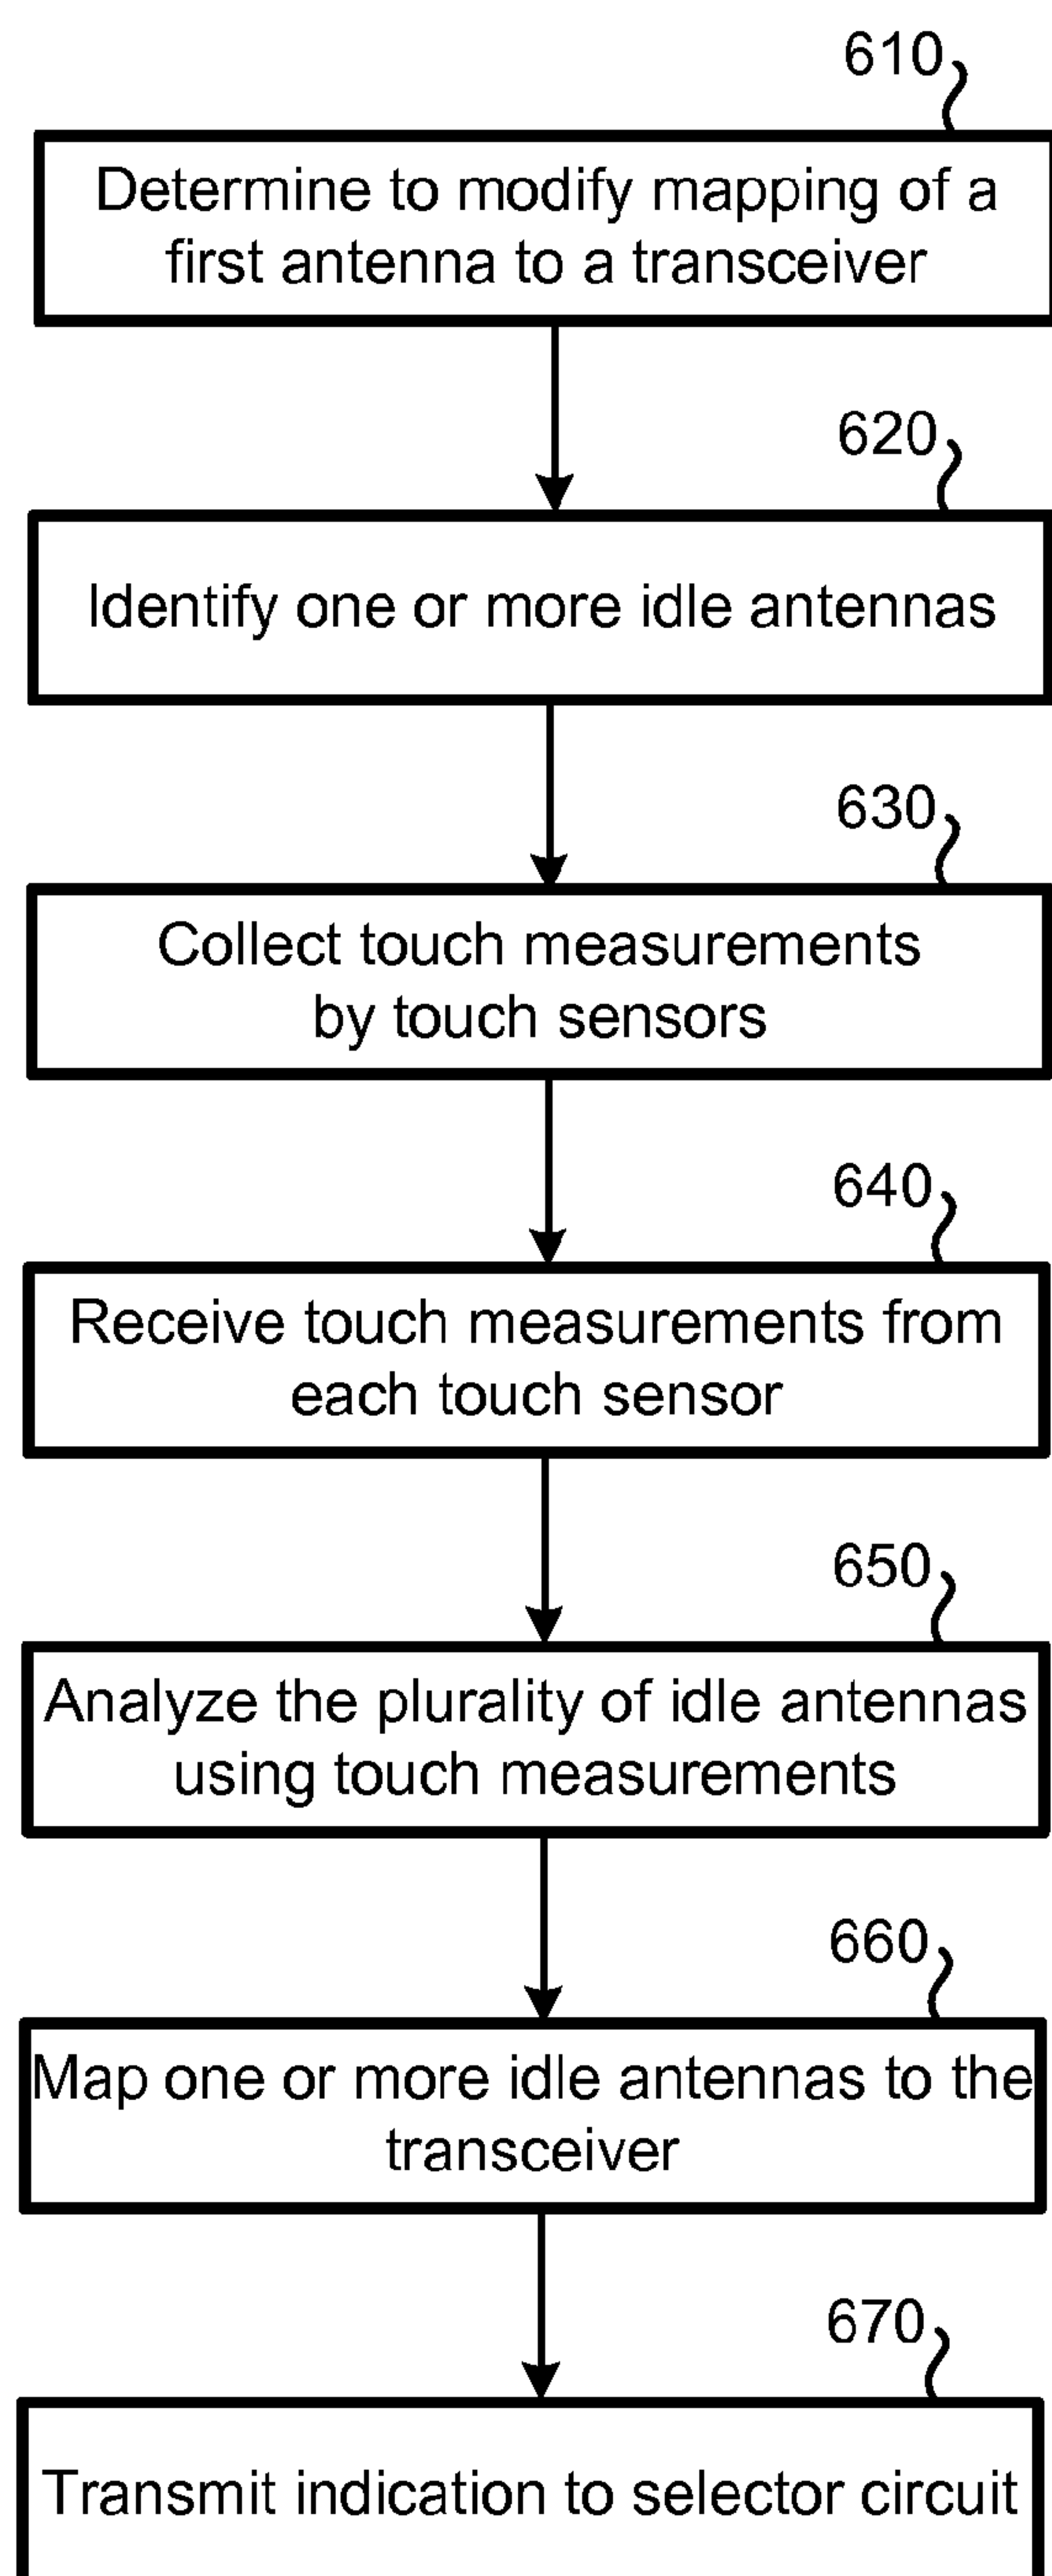 610
Determine to modify mapping of a
first antenna to a transceiver
620
Identify one or more idle antennas
630
Collect touch measurements
by touch sensors
640
Receive touch measurements from
each touch sensor
650
Analyze the plurality of idle antennas
using touch measurements
660
Map one or more idle antennas to the
transceiver
670
Transmit indication to selector circuit